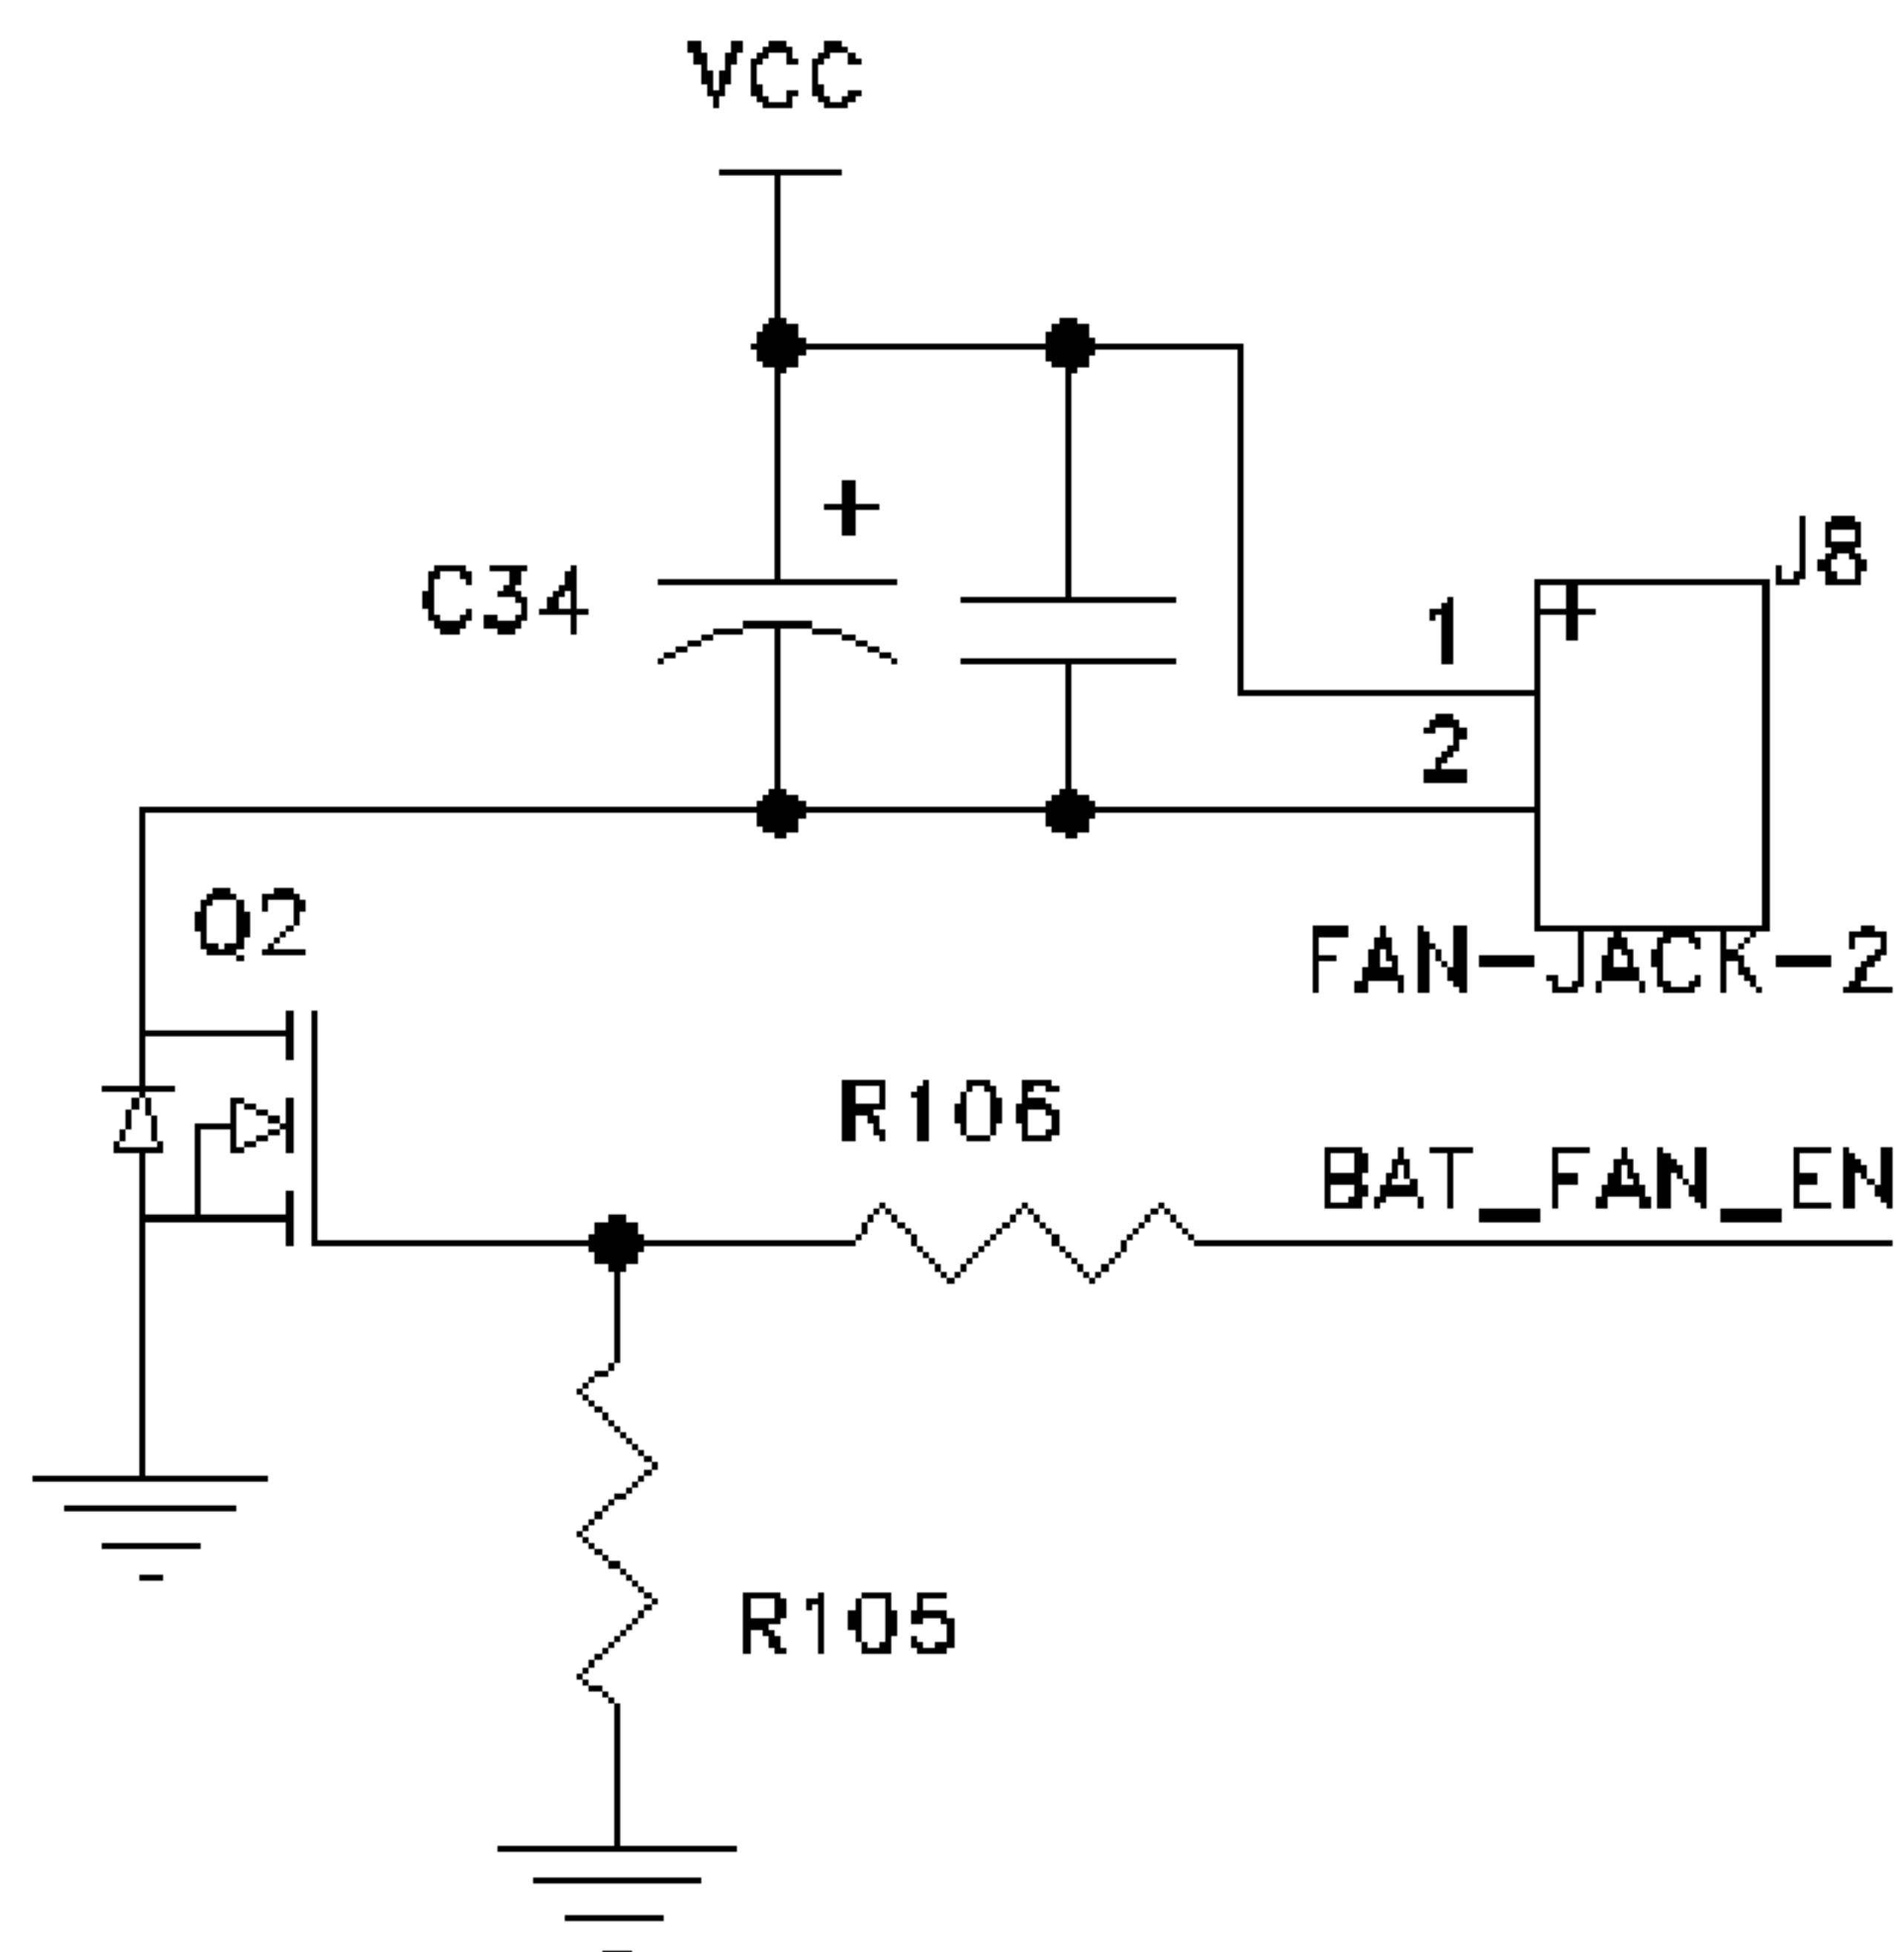 VCC
+
C34
J8
1
+
2
Q2
FAN-JACK-2
R106
BAT_FAN_EN
R105